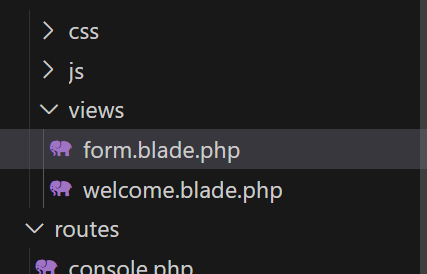 css
js
views
form.blade.php
welcome.blade.php
routes
console.php